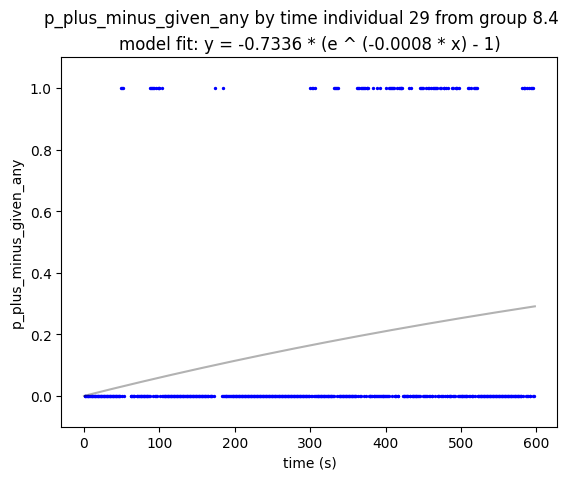 p_plus_minus_given_any by time individual 29 from group 8.4
model fit: y = -0.7336 * (e ^ (-0.0008 * x) - 1)
1.0
0.8
0.6
0.4
0.2
0.0
p_plus_minus_given_any
0 100 200 300 400 500 600
time (s)